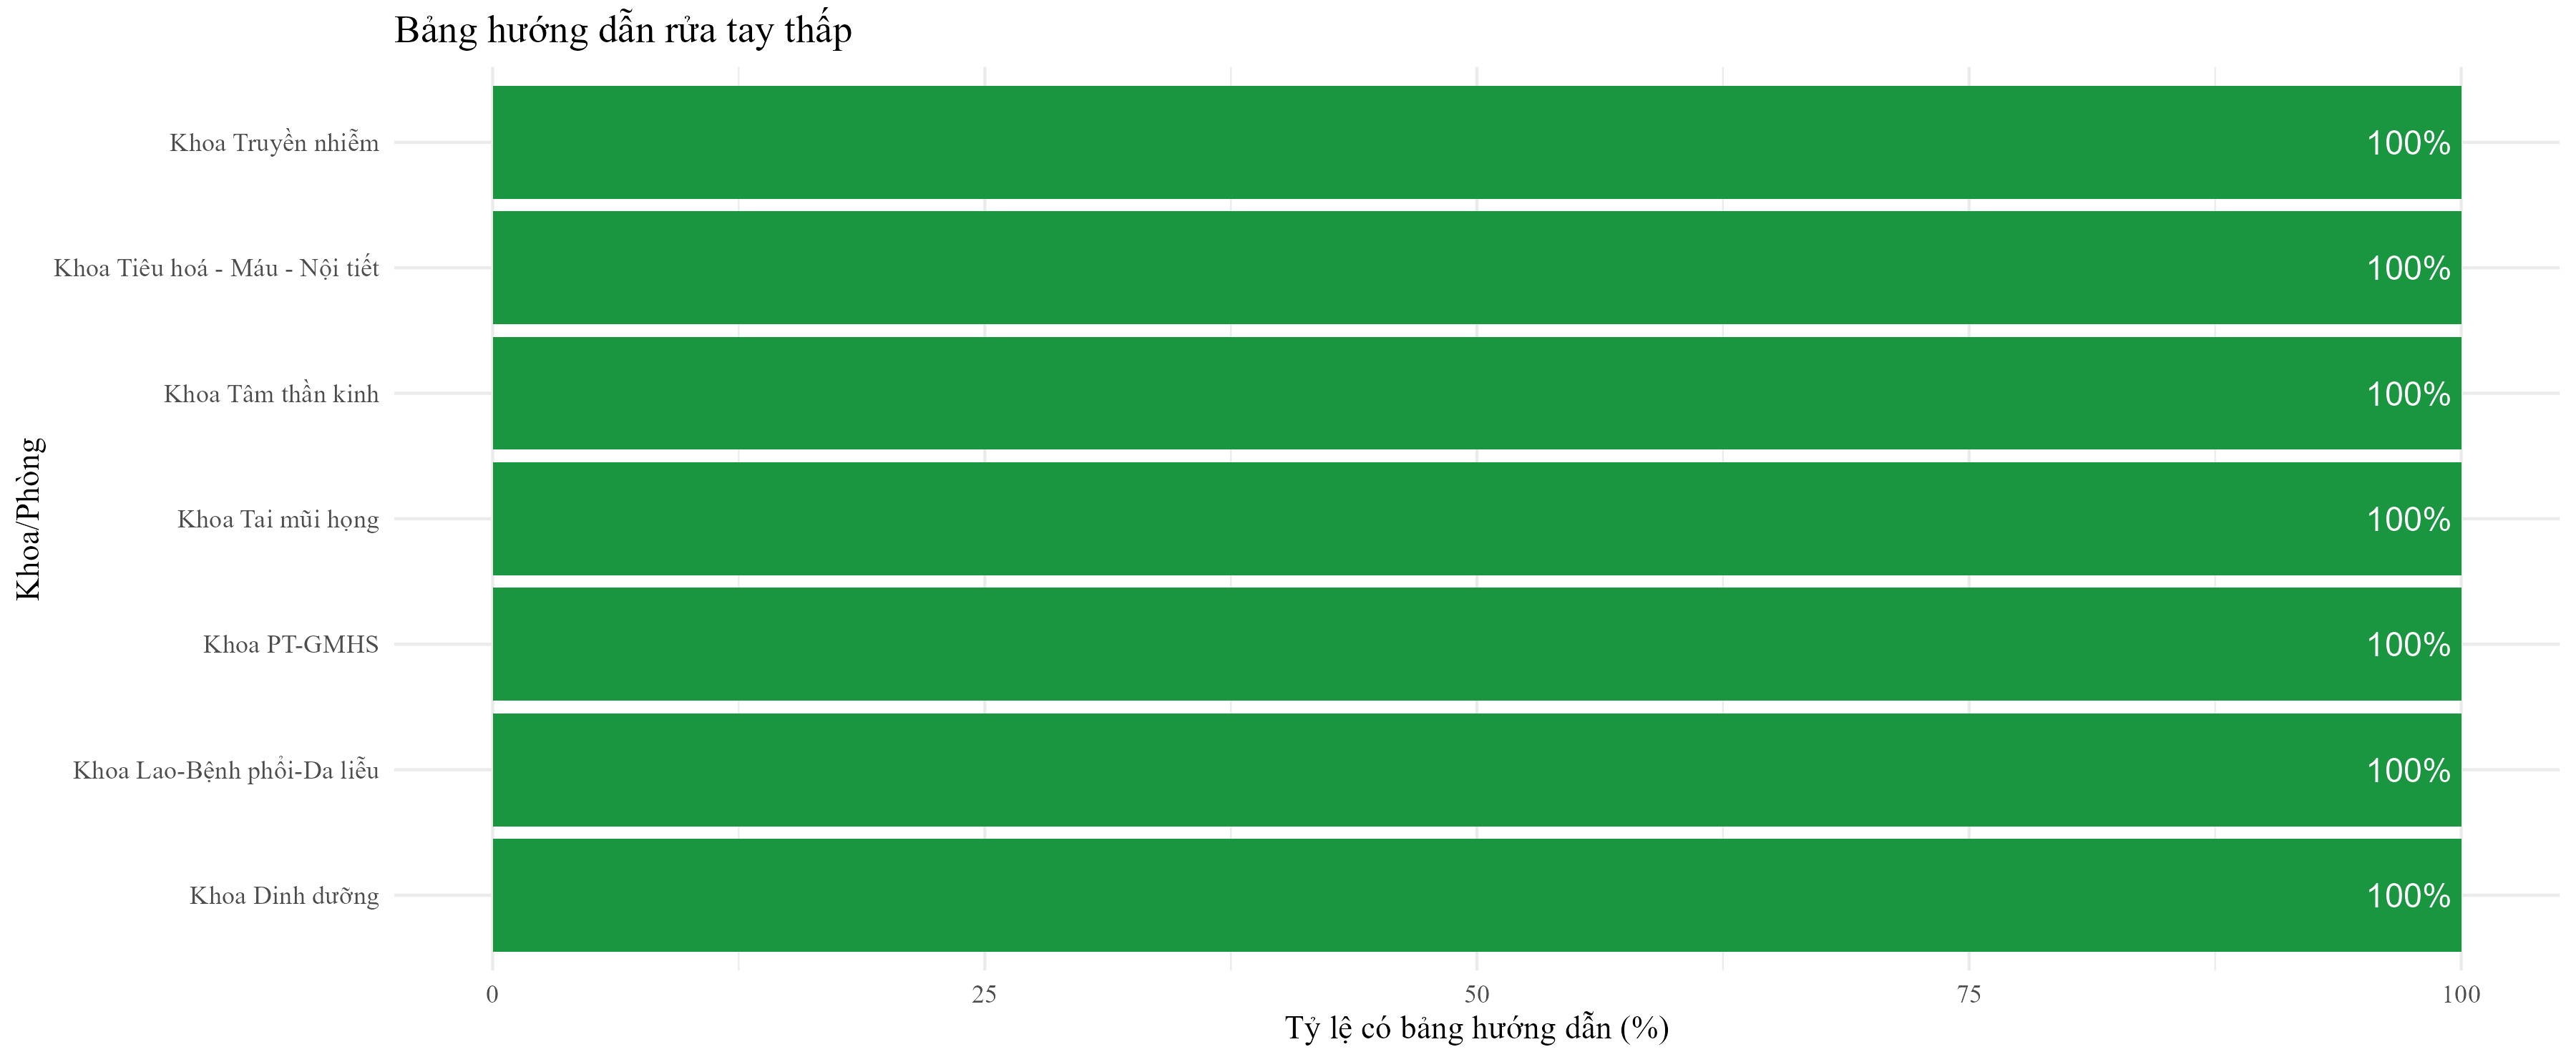 Bảng hướng dẫn rửa tay thấp
Khoa/Phòng
Khoa Truyền nhiễm
100%
Khoa Tiêu hoá - Máu - Nội tiết
100%
Khoa Tâm thần kinh
100%
Khoa Tai mũi họng
100%
Khoa PT-GMHS
100%
Khoa Lao-Bệnh phổi-Da liễu
100%
Khoa Dinh dưỡng
100%
0 25 50 75 100
Tỷ lệ có bảng hướng dẫn (%)